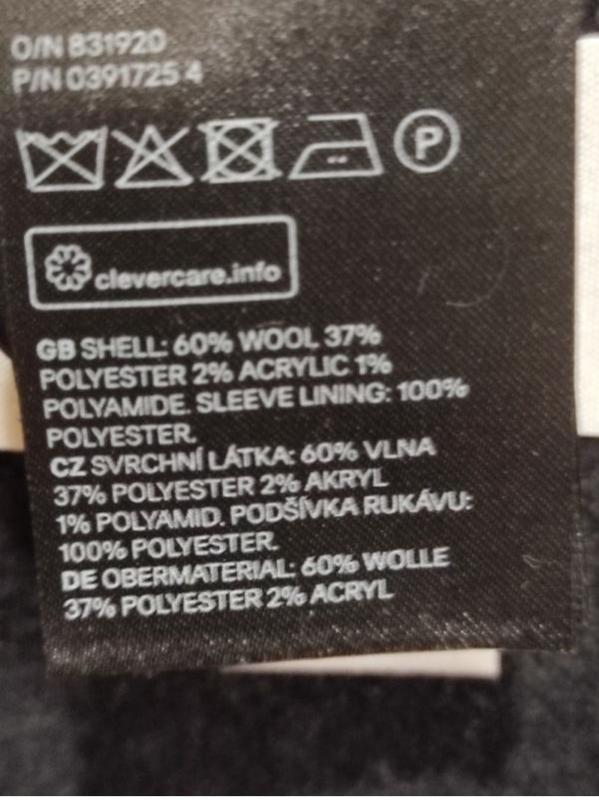 O/N 831920
P/N 0391725 4
P
clevercare.info
GB SHELL: 60% WOOL 37%
POLYESTER 2% ACRYLIC 1%
POLYAMIDE. SLEEVE LINING: 100%
POLYESTER.
CZ SVRCHNÍ LÁTKA: 60% VLNA
37% POLYESTER 2% AKRYL
1% POLYAMID. PODŠÍVKA RUKÁVU:
100% POLYESTER.
DE OBERMATERIAL: 60% WOLLE
37% POLYESTER 2% ACRYL